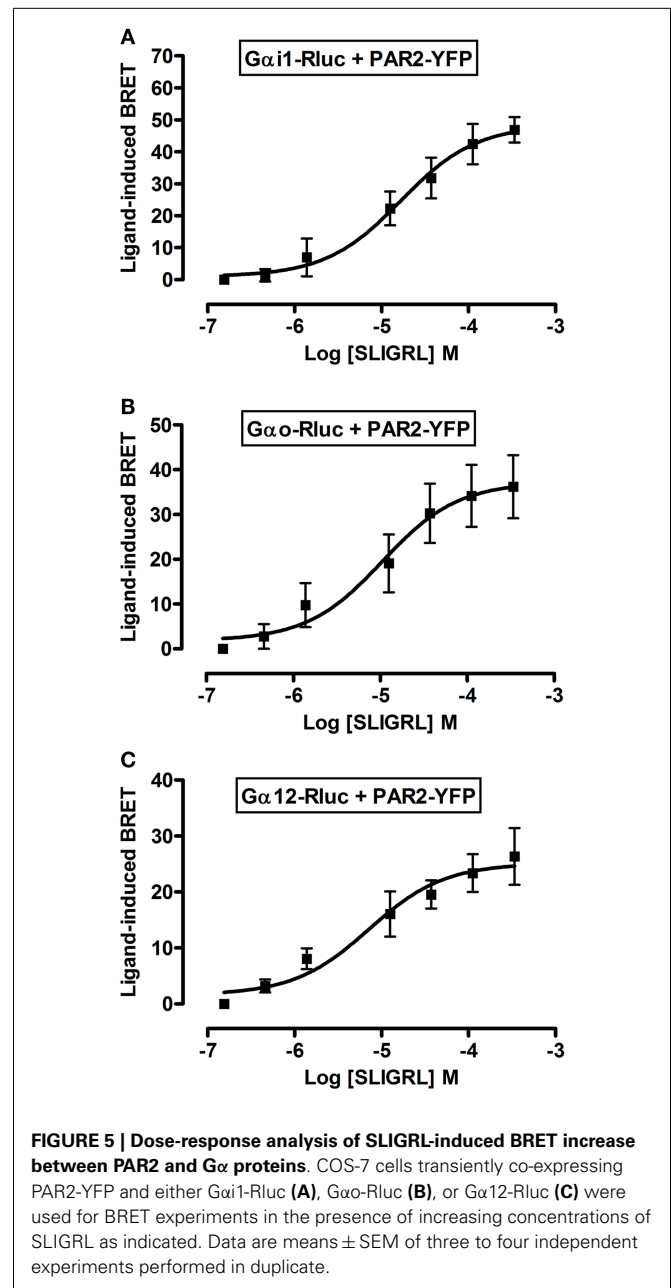 A
Gαi1-Rluc + PAR2-YFP
Ligand-induced BRET
70
60
50
40
30
20
10
0
-7 -6 -5 -4 -3
Log [SLIGRL] M
B
Gαo-Rluc + PAR2-YFP
Ligand-induced BRET
50
40
30
20
10
0
-7 -6 -5 -4 -3
Log [SLIGRL] M
C
Gα12-Rluc + PAR2-YFP
Ligand-induced BRET
40
30
20
10
0
-7 -6 -5 -4 -3
Log [SLIGRL] M
FIGURE 5 | Dose-response analysis of SLIGRL-induced BRET increase
between PAR2 and Gα proteins. COS-7 cells transiently co-expressing
PAR2-YFP and either Gαi1-Rluc (A), Gαo-Rluc (B), or Gα12-Rluc (C) were
used for BRET experiments in the presence of increasing concentrations of
SLIGRL as indicated. Data are means ± SEM of three to four independent
experiments performed in duplicate.